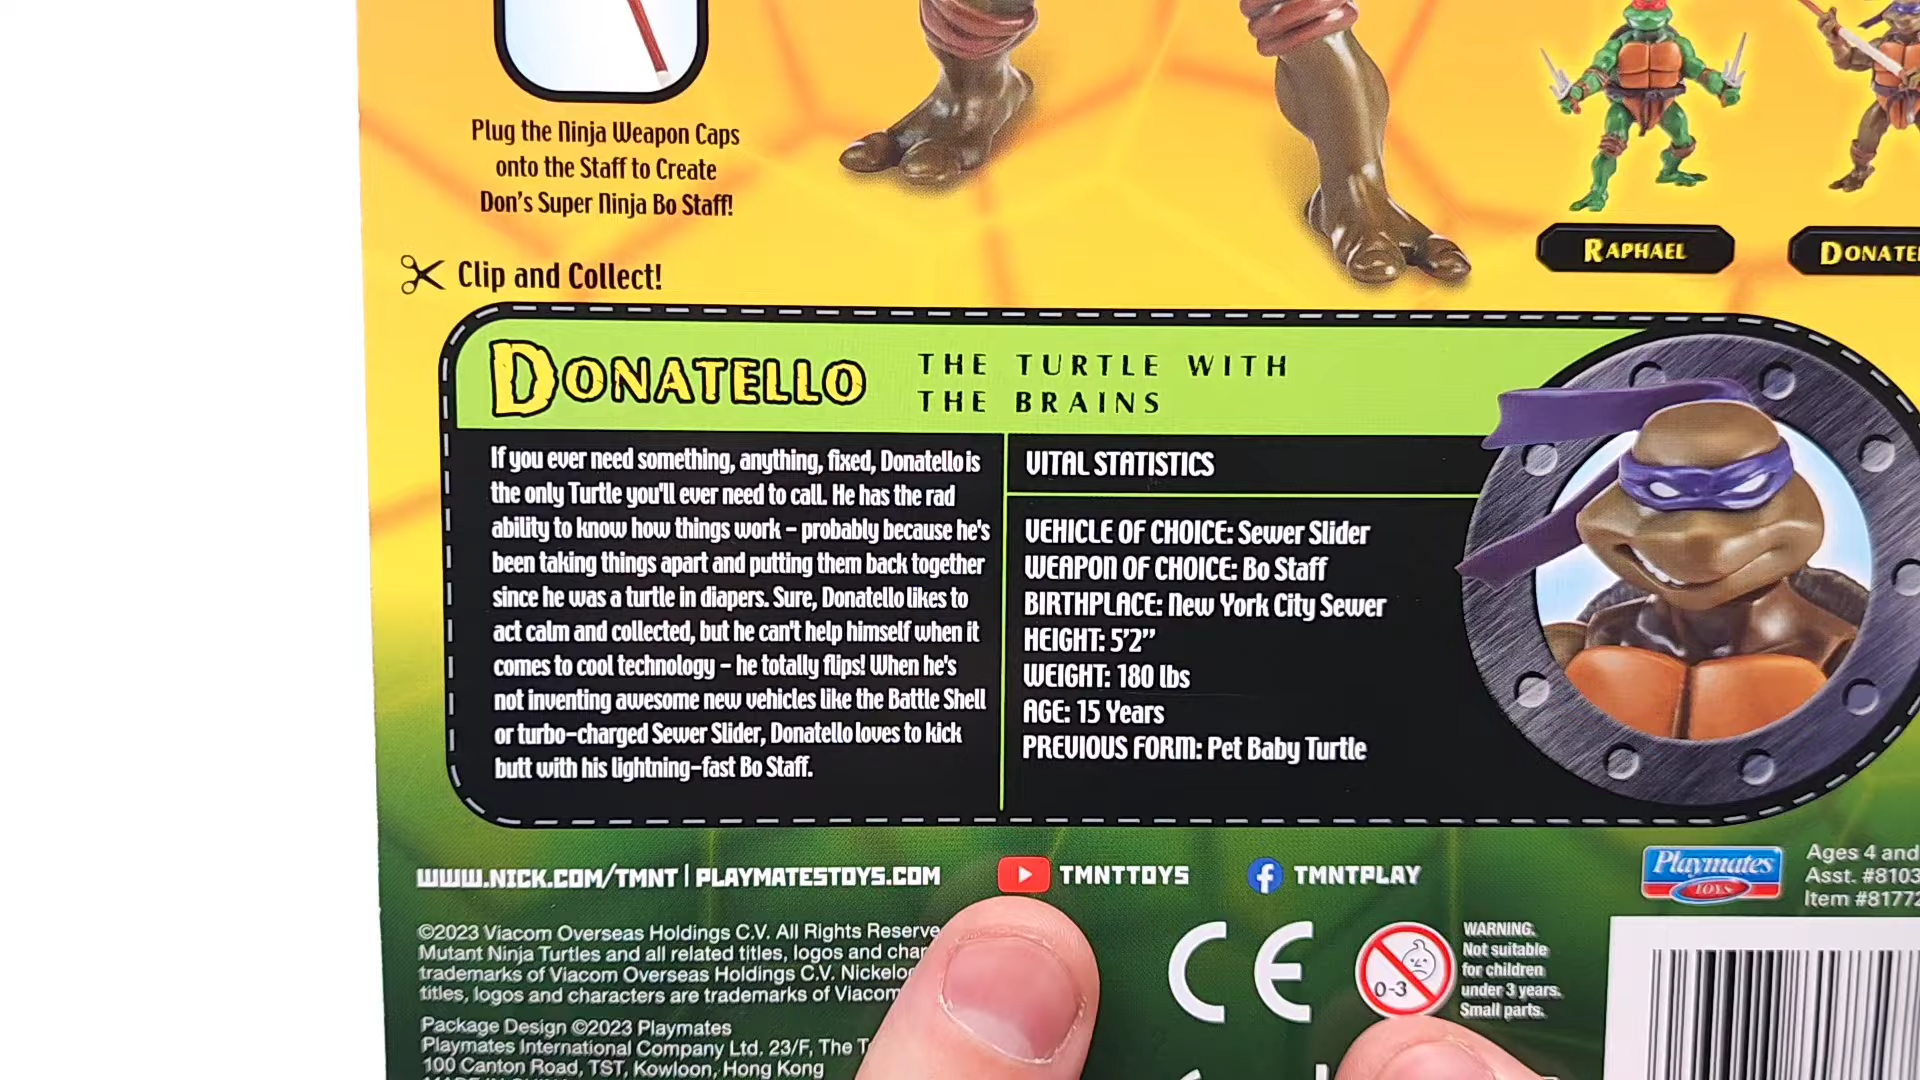 Plug the Ninja Weapon Caps
onto the Staff to Create
Don's Super Ninja Bo Staff!
RAPHAEL
Clip and Collect!
DONATELLO
THE TURTLE WITH
THE BRAINS
If you ever need something, anything, fixed, Donatello is
the only Turtle you'll ever need to call. He has the rad
ability to know how things work – probably because he's
been taking things apart and putting them back together
since he was a turtle in diapers. Sure, Donatello likes to
act calm and collected, but he can't help himself when it
comes to cool technology – he totally flips! When he's
not inventing awesome new vehicles like the Battle Shell
or turbo-charged Sewer Slider, Donatello loves to kick
butt with his lightning-fast Bo Staff.
VITAL STATISTICS
VEHICLE OF CHOICE: Sewer Slider
WEAPON OF CHOICE: Bo Staff
BIRTHPLACE: New York City Sewer
HEIGHT: 5'2”
WEIGHT: 180 lbs
AGE: 15 Years
PREVIOUS FORM: Pet Baby Turtle
WWW.NICK.COM/TMNT | PLAYMATESTOYS.COM
TMNTTOYS
TMNTPLAY
Playmates
TOYS
Ages 4 and
Asst. #8103
Item #81772
©2023 Viacom Overseas Holdings C.V. All Rights
Mutant Ninja Turtles and all related titles, logos and
trademarks of Viacom Overseas Holdings C.V.
titles, logos and characters are trademarks of Viacom
Package Design ©2023 Playmates
Playmates International Company Ltd. 23/F, The
100 Canton Road, TST, Kowloon, Hong Kong
CE
0-3
WARNING.
Not suitable
for children
under 3 years.
Small parts.